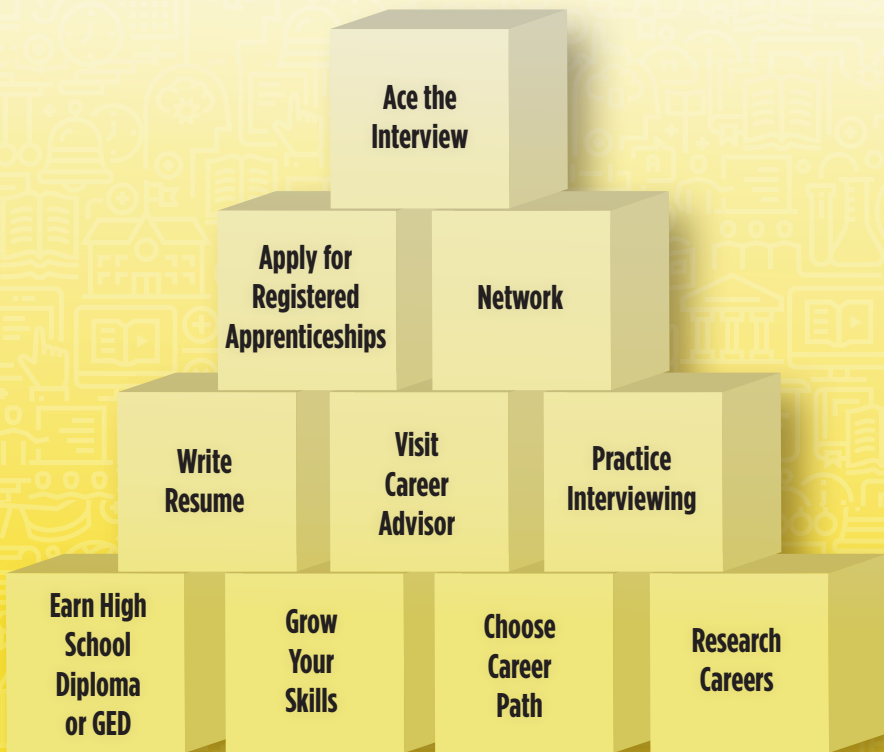 Ace the
Interview
Apply for
Registered
Apprenticeships
Network
Write
Resume
Visit
Career
Advisor
Practice
Interviewing
Earn High
School
Diploma
or GED
Grow
Your
Skills
Choose
Career
Path
Research
Careers